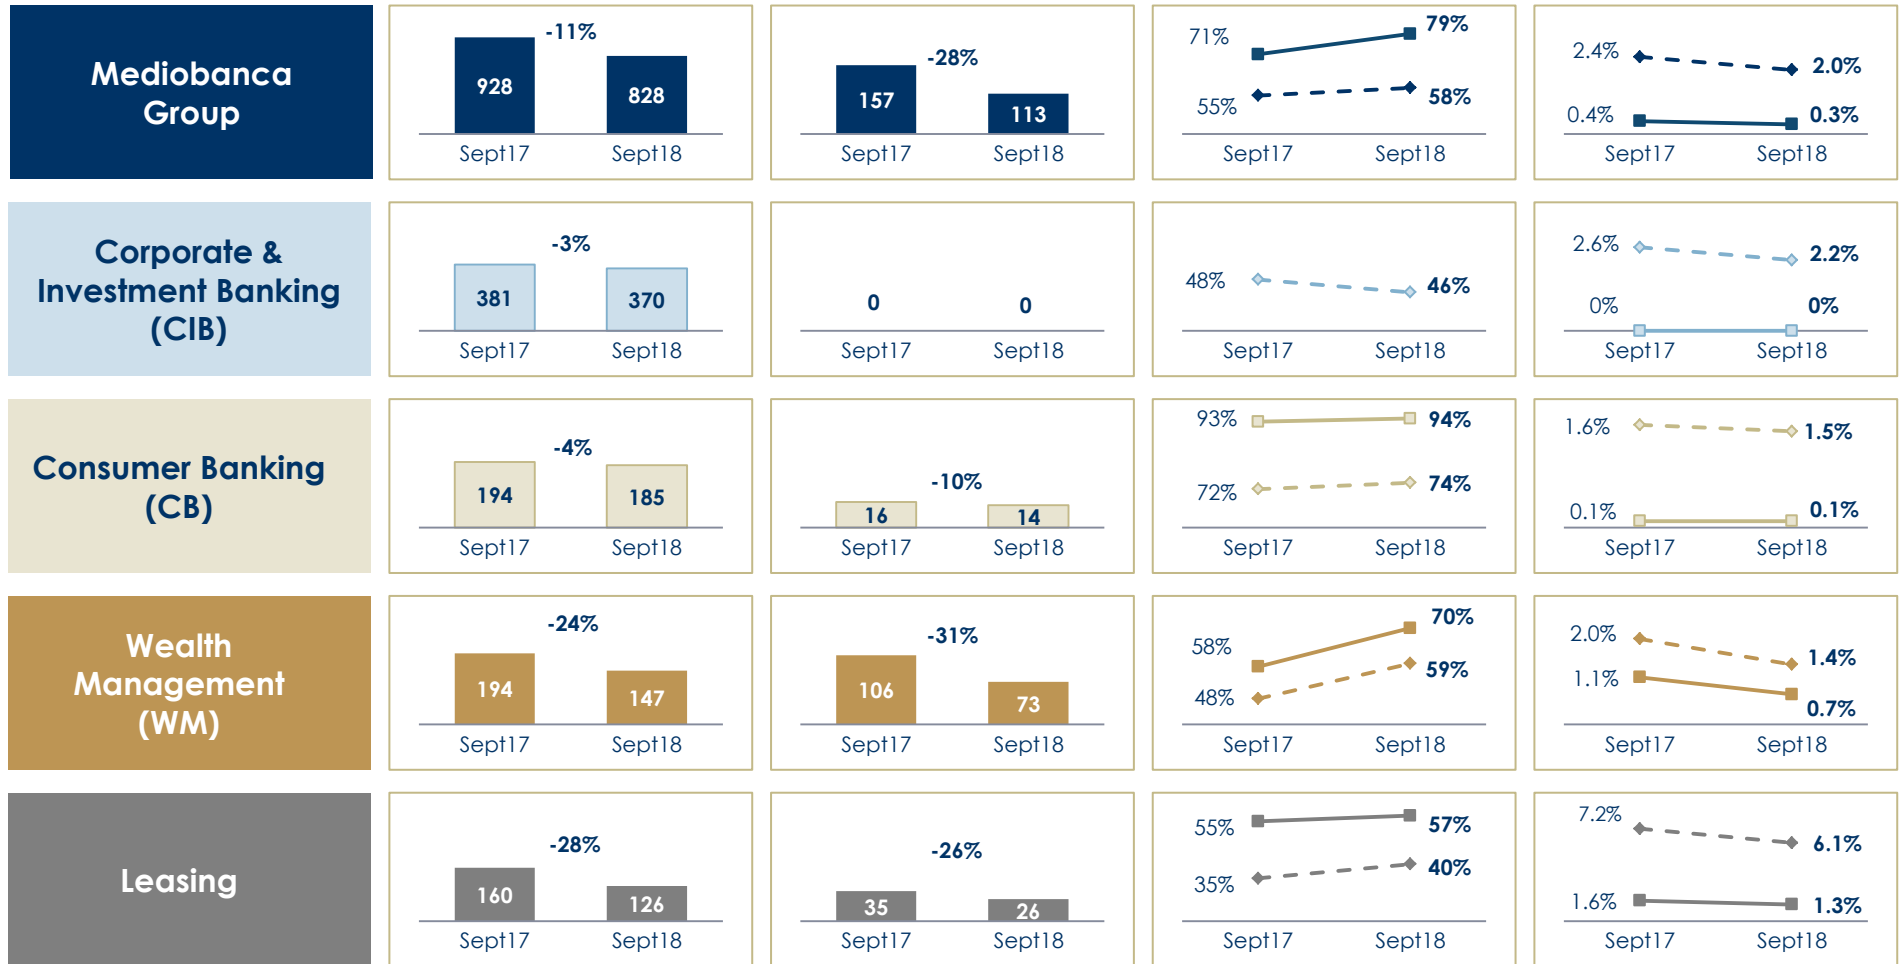 Mediobanca
Group
-11%
928
828
Sept17 Sept18
-28%
157
113
Sept17 Sept18
71%
79%
55%
58%
Sept17 Sept18
2.4%
2.0%
0.4%
0.3%
Sept17 Sept18
Corporate &
Investment Banking
(CIB)
-3%
381
370
Sept17 Sept18
0
0
Sept17 Sept18
48%
46%
Sept17 Sept18
2.6%
2.2%
0%
0%
Sept17 Sept18
Consumer Banking
(CB)
-4%
194
185
Sept17 Sept18
-10%
16
14
Sept17 Sept18
93%
94%
72%
74%
Sept17 Sept18
1.6%
1.5%
0.1%
0.1%
Sept17 Sept18
Wealth
Management
(WM)
-24%
194
147
Sept17 Sept18
-31%
106
73
Sept17 Sept18
58%
70%
48%
59%
Sept17 Sept18
2.0%
1.4%
1.1%
0.7%
Sept17 Sept18
Leasing
-28%
160
126
Sept17 Sept18
-26%
35
26
Sept17 Sept18
55%
57%
35%
40%
Sept17 Sept18
7.2%
6.1%
1.6%
1.3%
Sept17 Sept18